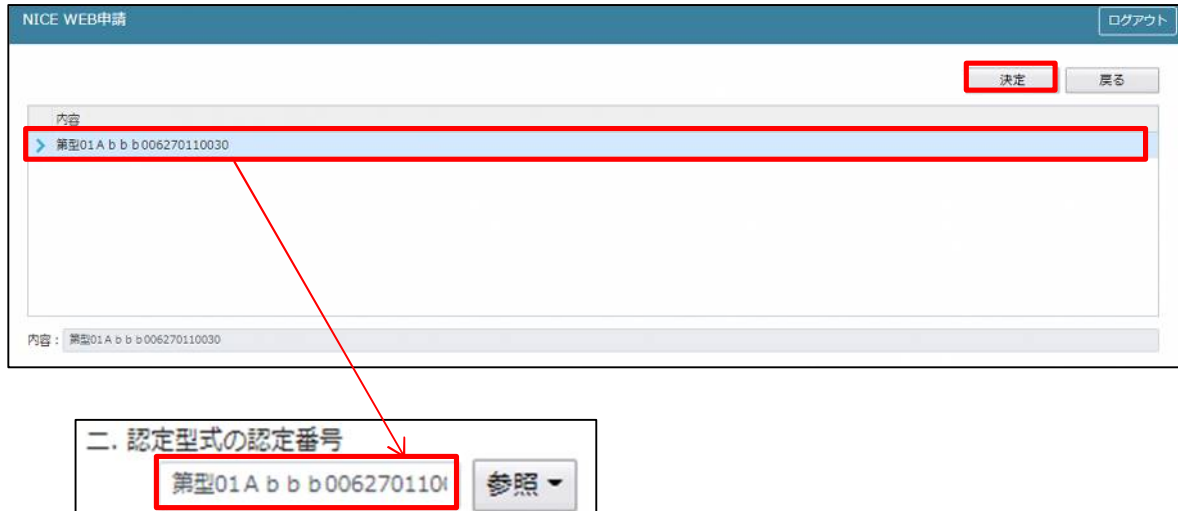 NICE WEB申請
ログアウト
決定
戻る
内容
第型01Aｂｂｂ006270110030
内容： 第型01Aｂｂｂ006270110030
二. 認定型式の認定番号
第型01Aｂｂｂ0062701100
参照